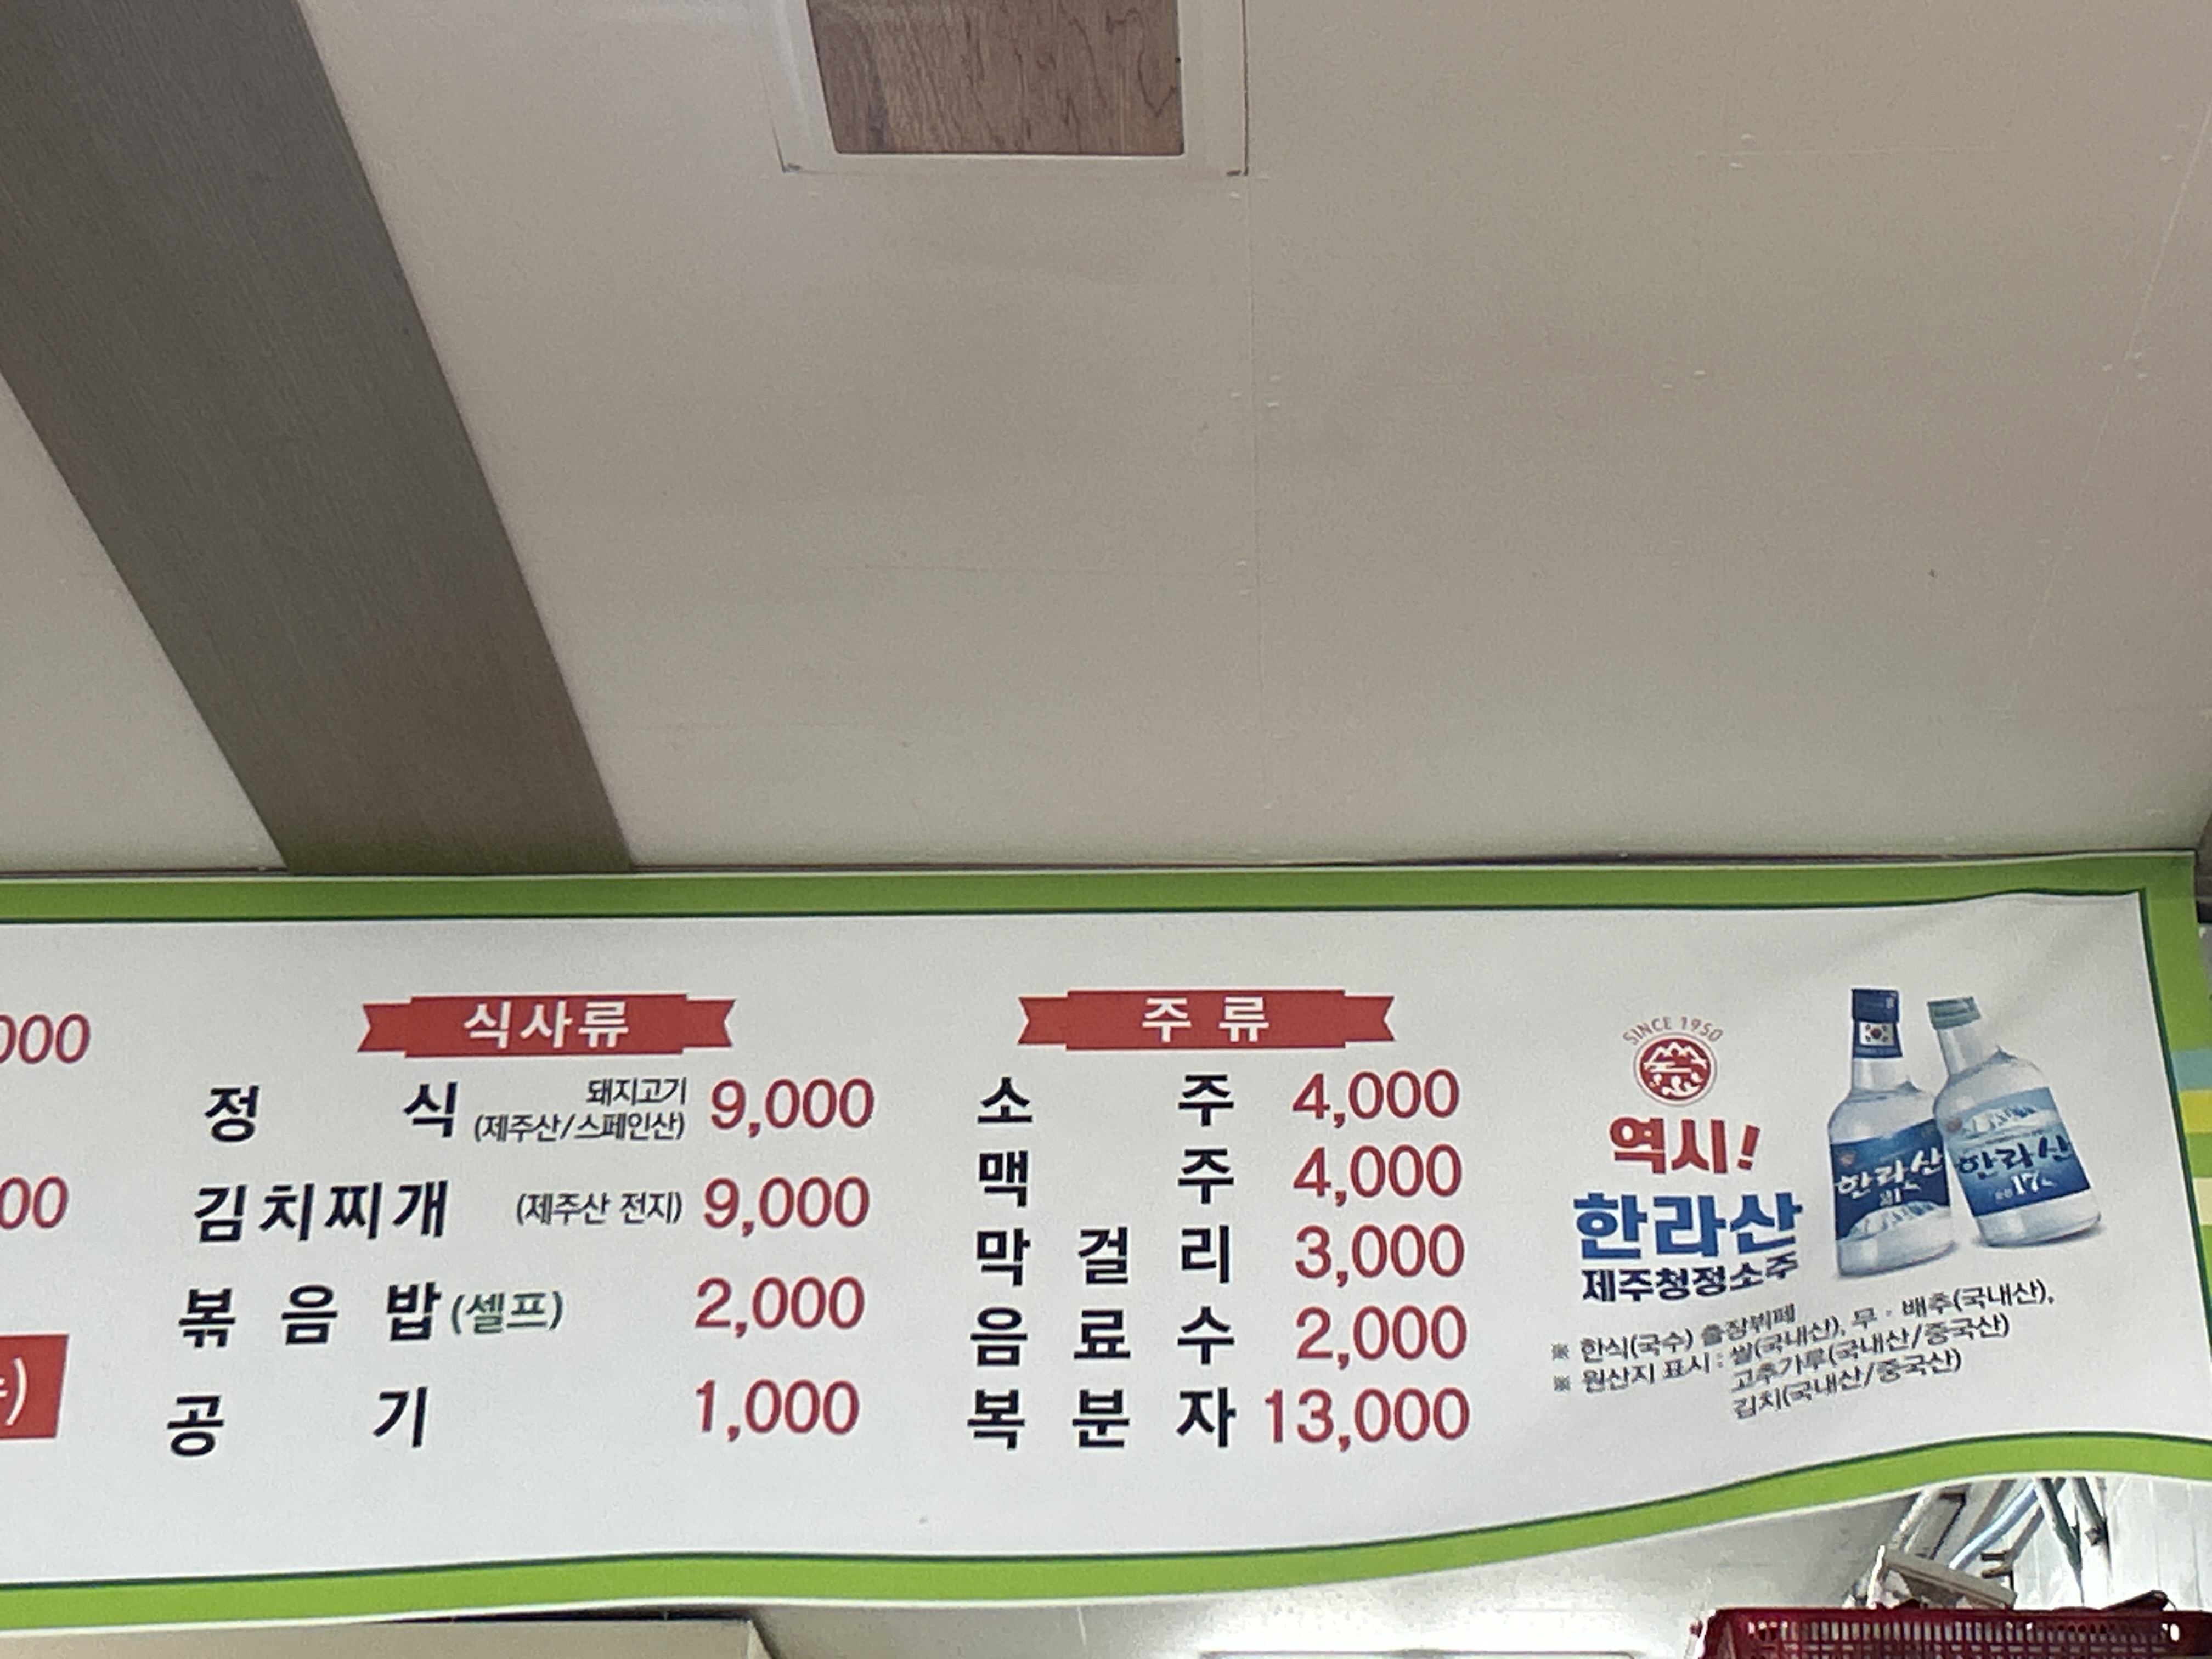 000
00
식사류
정 식 돼지고기 (제주산/스페인산) 9,000
김치찌개 (제주산 전지) 9,000
볶음밥(셀프) 2,000
공 기 1,000
주 류
소 주 4,000
맥 주 4,000
막 걸 리 3,000
음 료 수 2,000
복 분 자 13,000
SINCE 1950
역시!
한라산
제주청정소주
한라산
21
한라산
17
※ 한식(국수) 출장뷔페
※ 원산지 표시 : 쌀(국내산), 무 · 배추(국내산),
고추가루(국내산/중국산)
김치(국내산/중국산)